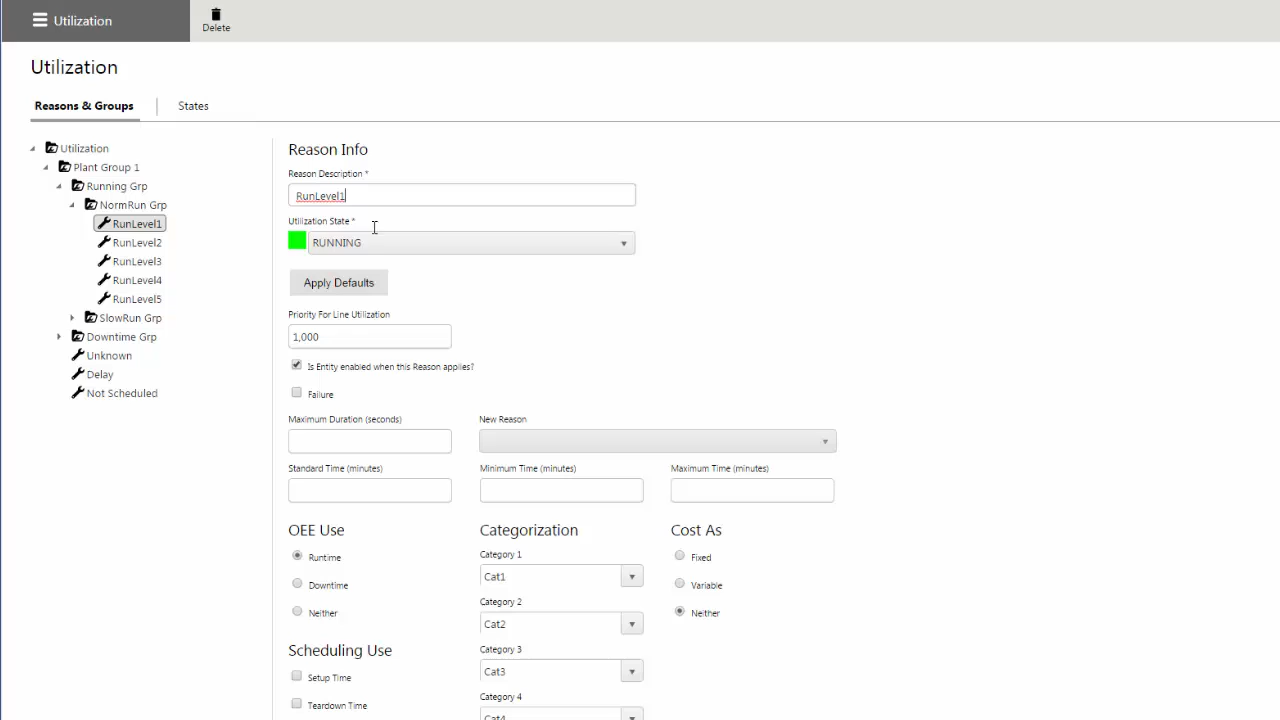 Utilization
Delete
Utilization
Reasons & Groups
States
Utilization
Plant Group 1
Running Grp
NormRun Grp
RunLevel1
RunLevel2
RunLevel3
RunLevel4
RunLevel5
SlowRun Grp
Downtime Grp
Unknown
Delay
Not Scheduled
Reason Info
Reason Description *
RunLevel1
Utilization State *
RUNNING
Apply Defaults
Priority For Line Utilization
1,000
Is Entity enabled when this Reason applies?
Failure
Maximum Duration (seconds)
New Reason
Standard Time (minutes)
Minimum Time (minutes)
Maximum Time (minutes)
OEE Use
Runtime
Downtime
Neither
Scheduling Use
Setup Time
Teardown Time
Categorization
Category 1
Cat1
Category 2
Cat2
Category 3
Cat3
Category 4
Cat4
Cost As
Fixed
Variable
Neither